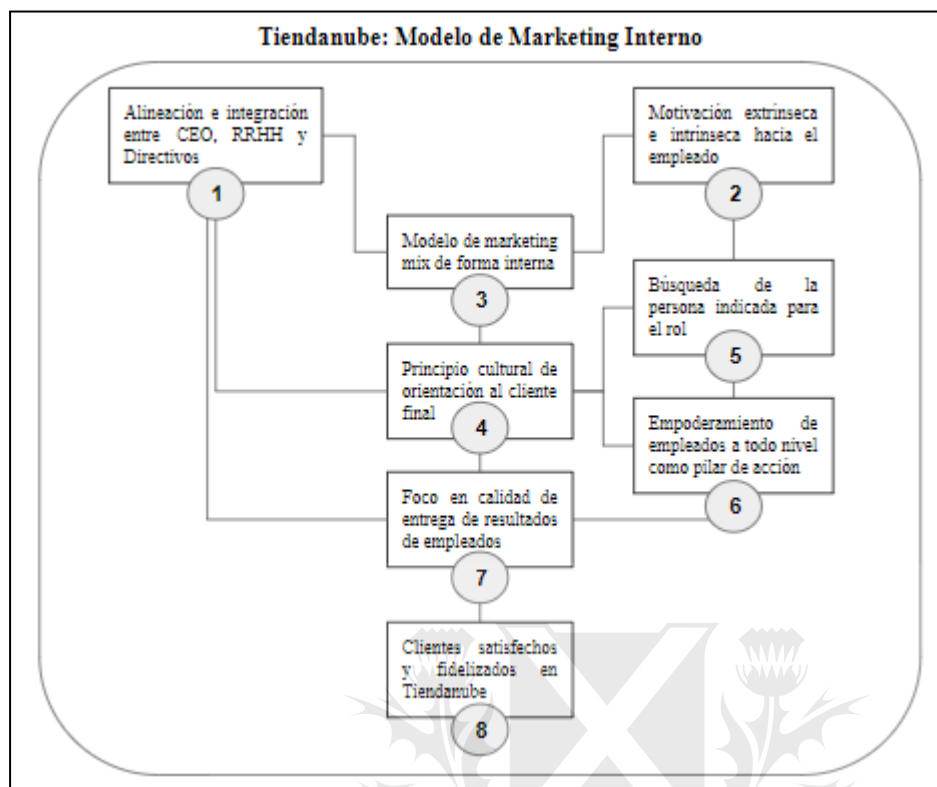 Tiendanube: Modelo de Marketing Interno
Alineación e integración
entre CEO, RRHH y
Directivos
1
Motivación extrínseca
e intrínseca hacia el
empleado
2
Modelo de marketing
mix de forma interna
3
Principio cultural de
orientación al cliente
final
4
Búsqueda de la
persona indicada para
el rol
5
Empoderamiento de
empleados a todo nivel
como pilar de acción
6
Foco en calidad de
entrega de resultados
de empleados
7
Clientes satisfechos
y fidelizados en
Tiendanube
8